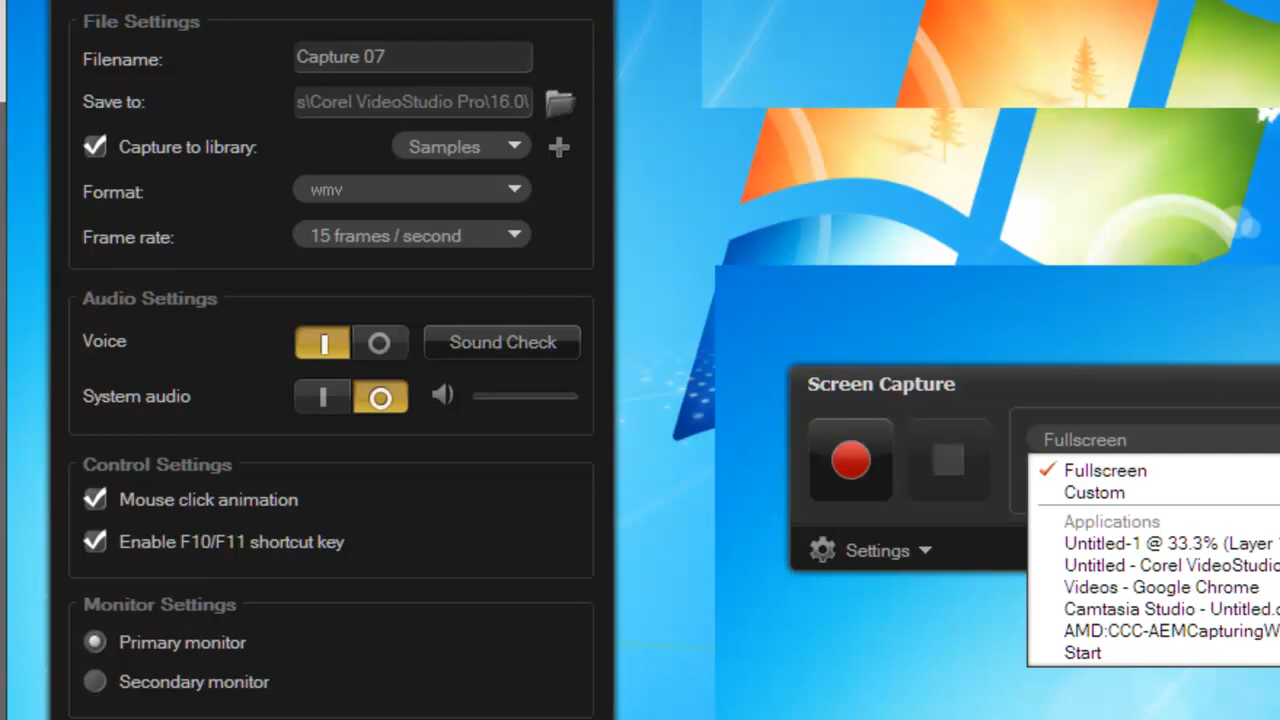 File Settings
Filename: Capture 07
Save to: s\Corel VideoStudio Pro\16.0\
Capture to library: Samples
Format: wmv
Frame rate: 15 frames / second
Audio Settings
Voice Sound Check
System audio
Control Settings
Mouse click animation
Enable F10/F11 shortcut key
Monitor Settings
Primary monitor
Secondary monitor
Screen Capture
Fullscreen
Fullscreen
Custom
Applications
Untitled-1 @ 33.3% (Layer
Untitled - Corel VideoStudio
Videos - Google Chrome
Camtasia Studio - Untitled.
AMD:CCC-AEMCapturingW
Start
Settings